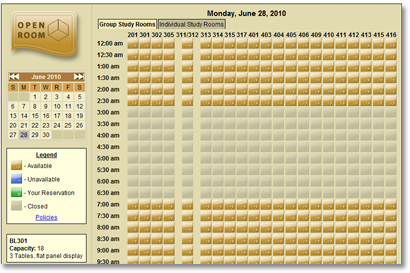 OPEN
ROOM
Monday, June 28, 2010
Group Study Rooms Individual Study Rooms
201 301 302 305 311/312 313 314 315 316 317 401 304 402 403 404 405 409 410 411 412 413 415 416
June 2010
S M T W R F S
1 2 3 4 5
6 7 8 9 10 11 12
13 14 15 16 17 18 19
20 21 22 23 24 25 26
27 28 29 30
Legend
- Available
- Unavailable
- Your Reservation
- Closed
Policies
BL301
Capacity: 18
3 Tables, flat panel display
12:00 am
12:30 am
1:00 am
1:30 am
2:00 am
2:30 am
3:00 am
3:30 am
4:00 am
4:30 am
5:00 am
5:30 am
6:00 am
6:30 am
7:00 am
7:30 am
8:00 am
8:30 am
9:00 am
9:30 am